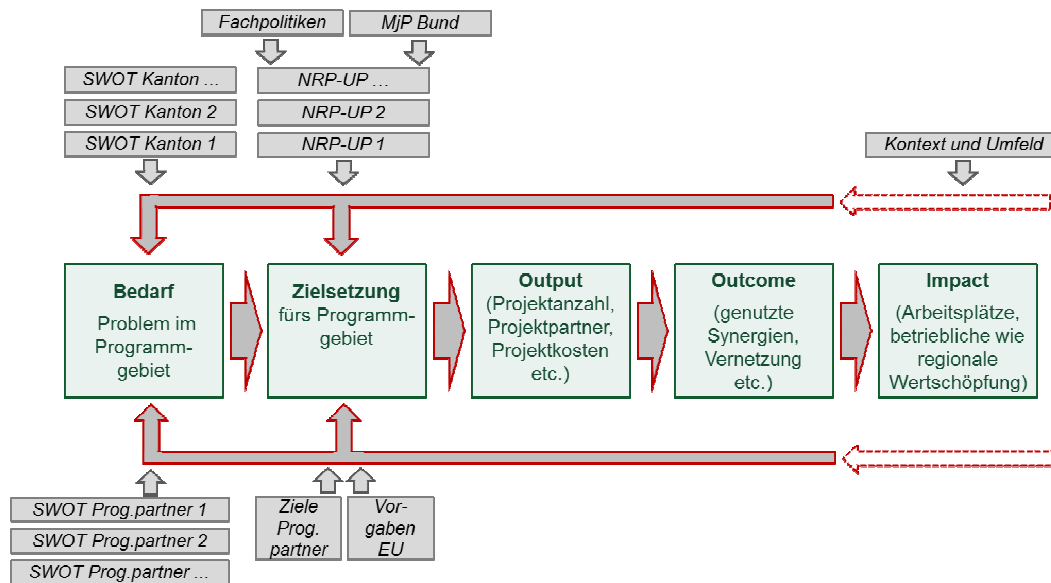 Fachpolitiken
MjP Bund
SWOT Kanton ...
SWOT Kanton 2
SWOT Kanton 1
NRP-UP ...
NRP-UP 2
NRP-UP 1
Kontext und Umfeld
Bedarf
Problem im
Programm-
gebiet
Zielsetzung
fürs Programm-
gebiet
Output
(Projektanzahl,
Projektpartner,
Projektkosten
etc.)
Outcome
(genutzte
Synergien,
Vernetzung
etc.)
Impact
(Arbeitsplätze,
betriebliche wie
regionale
Wertschöpfung)
SWOT Prog.partner 1
SWOT Prog.partner 2
SWOT Prog.partner ...
Ziele
Prog.
partner
Vor-
gaben
EU